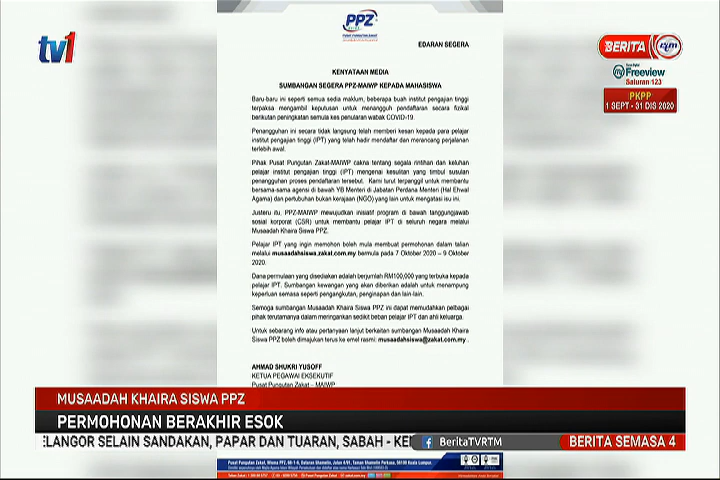 tv1
PPZ
EDARAN SEGERA
BERITA rtm
Freeview
Saluran 123
PKPP
1 SEPT - 31 DIS 2020
KENYATAAN MEDIA
SUMBANGAN SEGERA PPZ-MAIWP KEPADA MAHASISWA
Baru-baru ini seperti semua sedia maklum, beberapa buah institut pengajian tinggi
terpaksa mengambil keputusan untuk menangguh pendaftaran secara fizikal
berikutan peningkatan semula kes penularan wabak COVID-19.
Penangguhan ini secara tidak langsung telah memberi kesan kepada para pelajar
institut pengajian tinggi (IPT) yang telah hadir mendaftar dan merancang perjalanan
terlebih awal.
Pihak Pusat Pungutan Zakat-MAIWP cakna tentang segala rintihan dan keluhan
pelajar institut pengajian tinggi (IPT) mengenai kesulitan yang timbul susulan
penangguhan proses pendaftaran tersebut. Kami turut terpanggil untuk membantu
bersama-sama agensi di bawah YB Menteri di Jabatan Perdana Menteri (Hal Ehwal
Agama) dan pertubuhan bukan kerajaan (NGO) yang lain untuk mengatasi isu ini.
Justeru itu, PPZ-MAIWP mewujudkan inisiatif program di bawah tanggungjawab
sosial korporat (CSR) untuk membantu pelajar IPT di seluruh negara melalui
Musaadah Khaira Siswa PPZ.
Pelajar IPT yang ingin memohon boleh mula membuat permohonan dalam talian
melalui musaadahsiswa.zakat.com.my bermula pada 7 Oktober 2020 – 9 Oktober
2020.
Dana permulaan yang disediakan adalah berjumlah RM100,000 yang terbuka kepada
pelajar IPT. Sumbangan kewangan yang akan diberikan adalah untuk menampung
keperluan semasa seperti pengangkutan, penginapan dan lain-lain.
Semoga sumbangan Musaadah Khaira Siswa PPZ ini dapat memudahkan pelbagai
pihak terutamanya dalam meringankan sedikit beban pelajar IPT dan ahli keluarga.
Untuk sebarang info atau pertanyaan lanjut berkaitan sumbangan Musaadah Khaira
Siswa PPZ boleh dimajukan terus ke emel rasmi: musaadahsiswa@zakat.com.my .
AHMAD SHUKRI YUSOFF
KETUA PEGAWAI EKSEKUTIF
Pusat Pungutan Zakat – MAIWP
MUSAADAH KHAIRA SISWA PPZ
PERMOHONAN BERAKHIR ESOK
ELANGOR SELAIN SANDAKAN, PAPAR DAN TUARAN, SABAH - KE
BeritaTVRTM
BERITA SEMASA 4